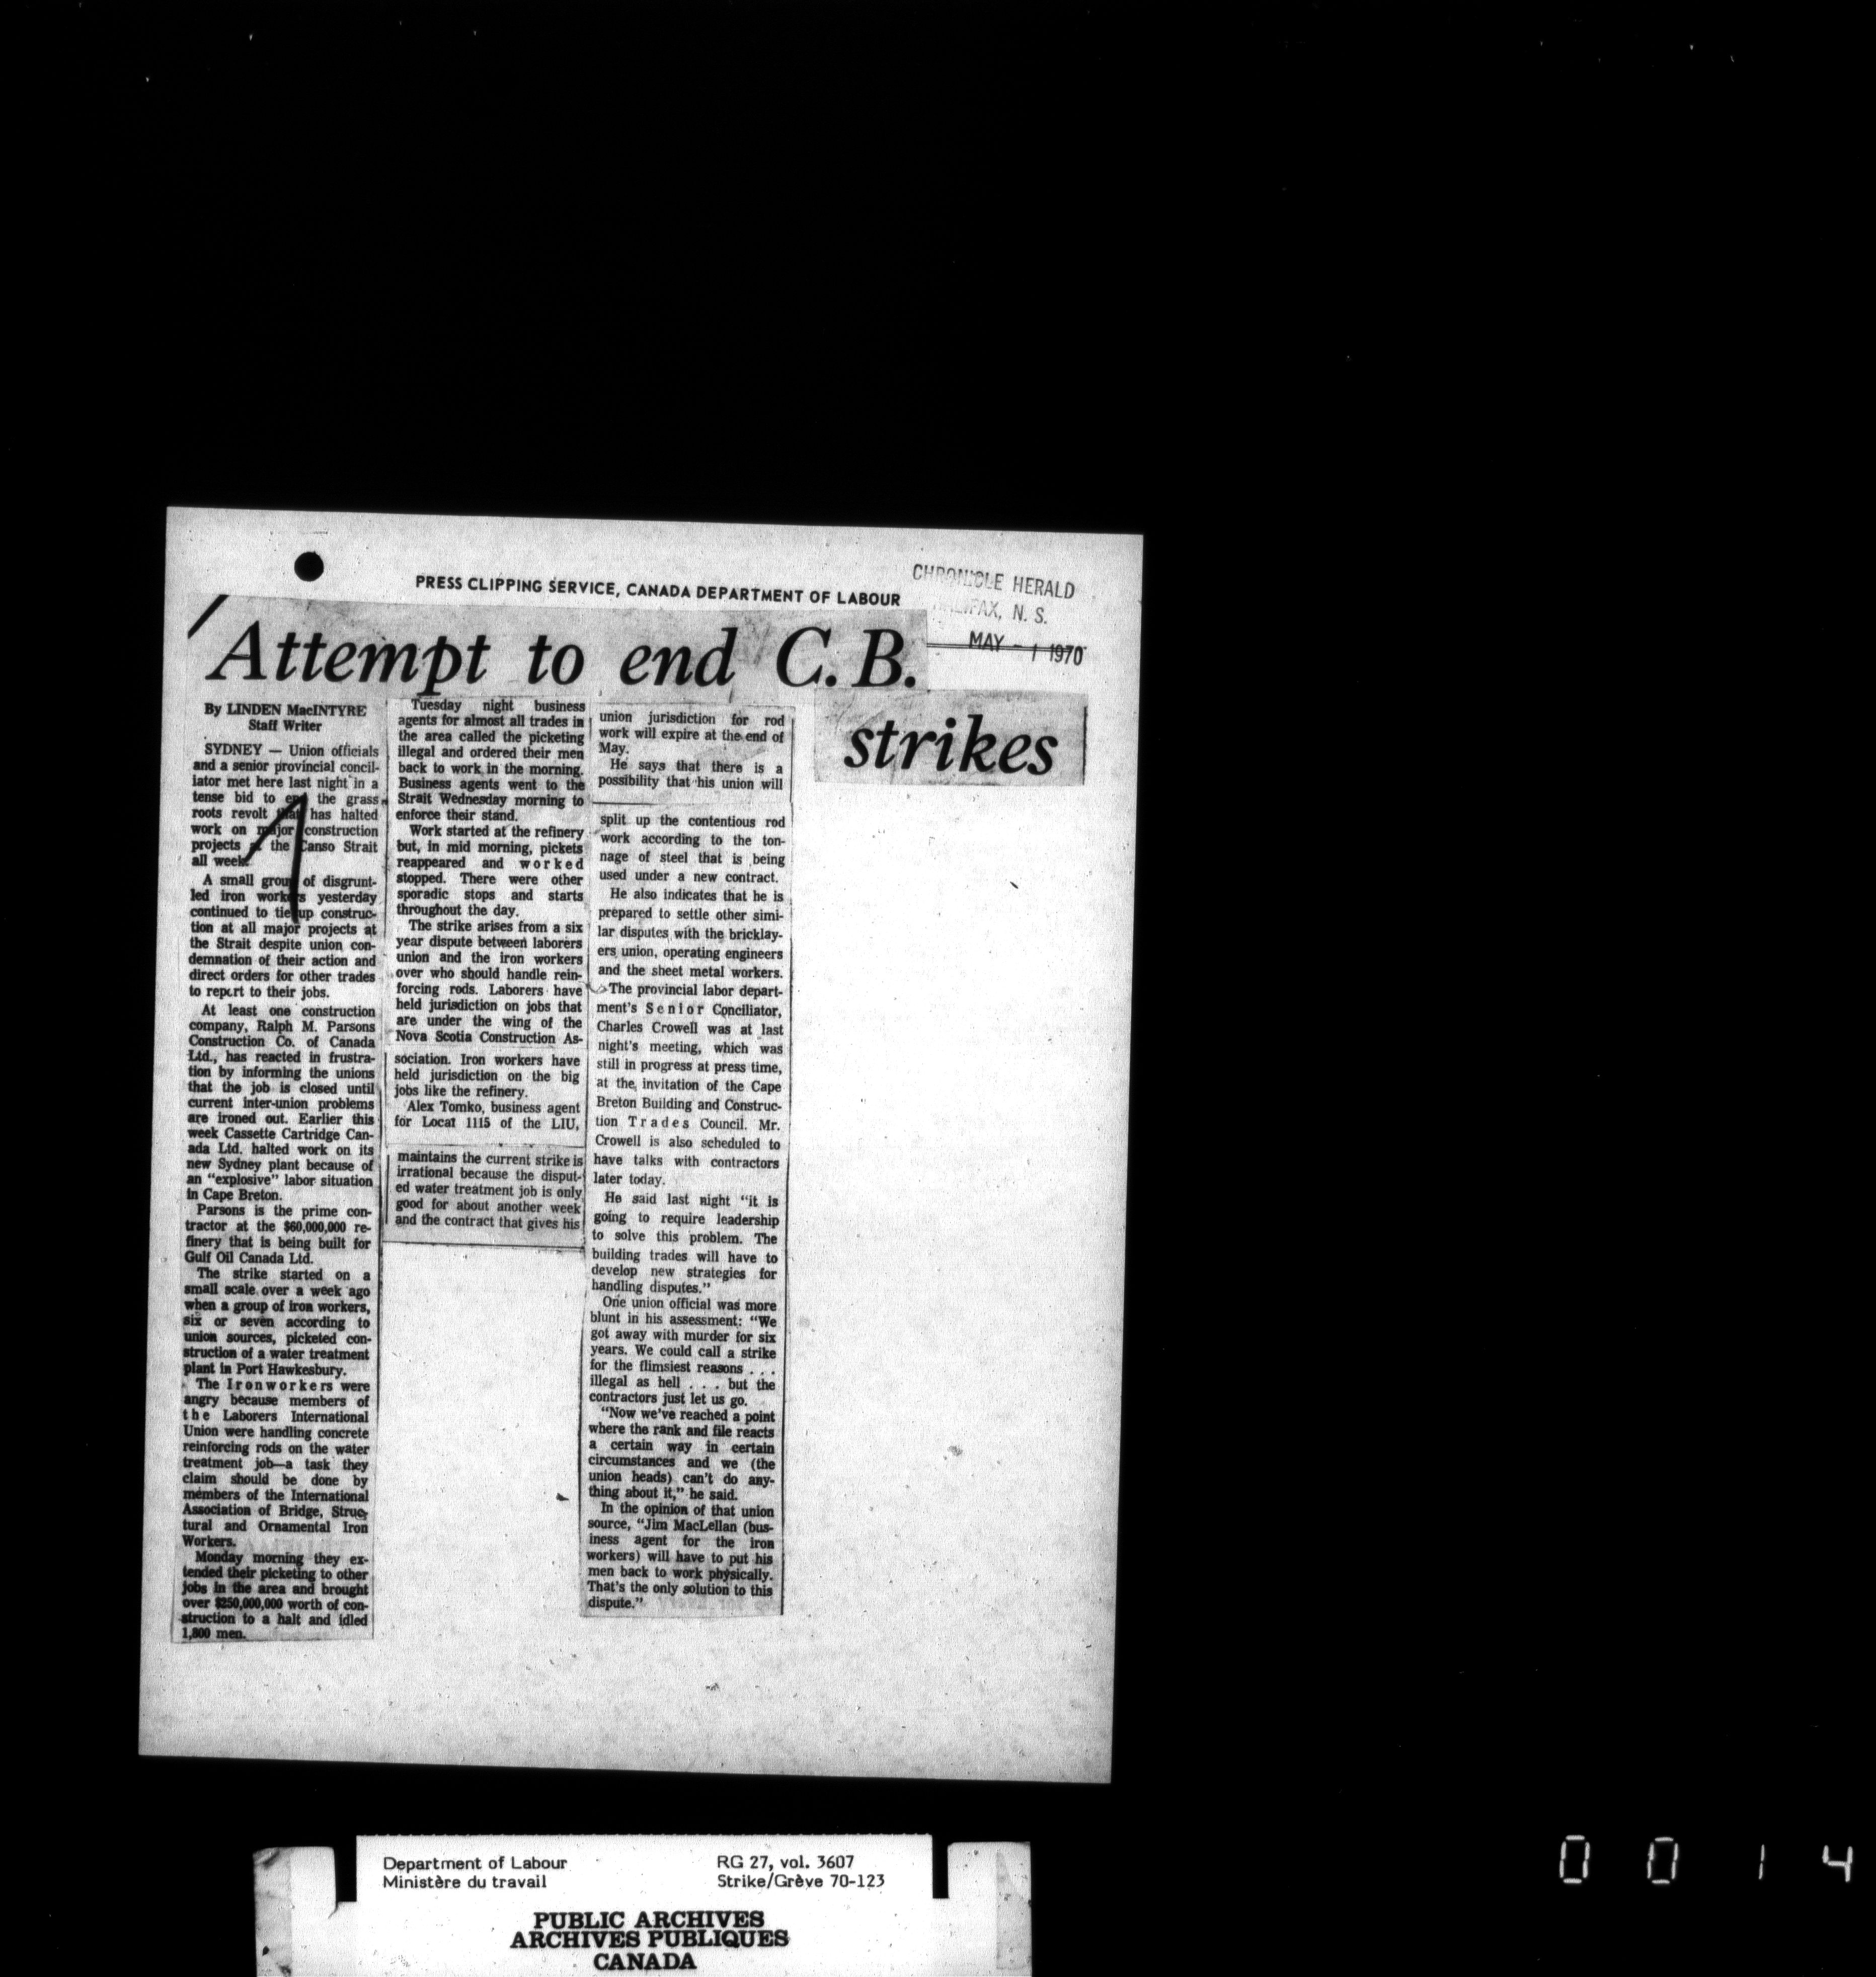 PRESS CLIPPING SERVICE, CANADA DEPARTMENT OF LABOUR
CHRONICLE HERALD
HALIFAX, N. S.
MAY - 1 1970
Attempt to end C. B.
strikes
By LINDEN MacINTYRE
Staff Writer
SYDNEY — Union officials
and a senior provincial concil-
iator met here last night in a
tense bid to end the grass
roots revolt that has halted
work on major construction
projects at the Canso Strait
all week.
A small group of disgrunt-
led iron workers yesterday
continued to tie up construc-
tion at all major projects at
the Strait despite union con-
demnation of their action and
direct orders for other trades
to report to their jobs.
At least one construction
company, Ralph M. Parsons
Construction Co. of Canada
Ltd., has reacted in frustra-
tion by informing the unions
that the job is closed until
current inter-union problems
are ironed out. Earlier this
week Cassette Cartridge Can-
ada Ltd. halted work on its
new Sydney plant because of
an "explosive" labor situation
in Cape Breton.
Parsons is the prime con-
tractor at the $60,000,000 re-
finery that is being built for
Gulf Oil Canada Ltd.
The strike started on a
small scale over a week ago
when a group of iron workers,
six or seven according to
union sources, picketed con-
struction of a water treatment
plant in Port Hawkesbury.
The Ironworkers were
angry because members of
the Laborers International
Union were handling concrete
reinforcing rods on the water
treatment job—a task they
claim should be done by
members of the International
Association of Bridge, Struc-
tural and Ornamental Iron
Workers.
Monday morning they ex-
tended their picketing to other
jobs in the area and brought
over $250,000,000 worth of con-
struction to a halt and idled
1,800 men.
Tuesday night business
agents for almost all trades in
the area called the picketing
illegal and ordered their men
back to work in the morning.
Business agents went to the
Strait Wednesday morning to
enforce their stand.
Work started at the refinery
but, in mid morning, pickets
reappeared and worked
stopped. There were other
sporadic stops and starts
throughout the day.
The strike arises from a six
year dispute between laborers
union and the iron workers
over who should handle rein-
forcing rods. Laborers have
held jurisdiction on jobs that
are under the wing of the
Nova Scotia Construction As-
sociation. Iron workers have
held jurisdiction on the big
jobs like the refinery.
Alex Tomko, business agent
for Local 1115 of the LIU,
maintains the current strike is
irrational because the disput-
ed water treatment job is only
good for about another week
and the contract that gives his
union jurisdiction for rod
work will expire at the end of
May.
He says that there is a
possibility that his union will
split up the contentious rod
work according to the ton-
nage of steel that is being
used under a new contract.
He also indicates that he is
prepared to settle other simi-
lar disputes with the bricklay-
ers union, operating engineers
and the sheet metal workers.
The provincial labor depart-
ment's Senior Conciliator,
Charles Crowell was at last
night's meeting, which was
still in progress at press time,
at the invitation of the Cape
Breton Building and Construc-
tion Trades Council. Mr.
Crowell is also scheduled to
have talks with contractors
later today.
He said last night "it is
going to require leadership
to solve this problem. The
building trades will have to
develop new strategies for
handling disputes."
One union official was more
blunt in his assessment: "We
got away with murder for six
years. We could call a strike
for the flimsiest reasons . . .
illegal as hell . . . but the
contractors just let us go.
"Now we've reached a point
where the rank and file reacts
a certain way in certain
circumstances and we (the
union heads) can't do any-
thing about it," he said.
In the opinion of that union
source, "Jim MacLellan (bus-
iness agent for the iron
workers) will have to put his
men back to work physically.
That's the only solution to this
dispute."
Department of Labour
Ministère du travail
RG 27, vol. 3607
Strike/Grève 70-123
PUBLIC ARCHIVES
ARCHIVES PUBLIQUES
CANADA
0 0 1 4